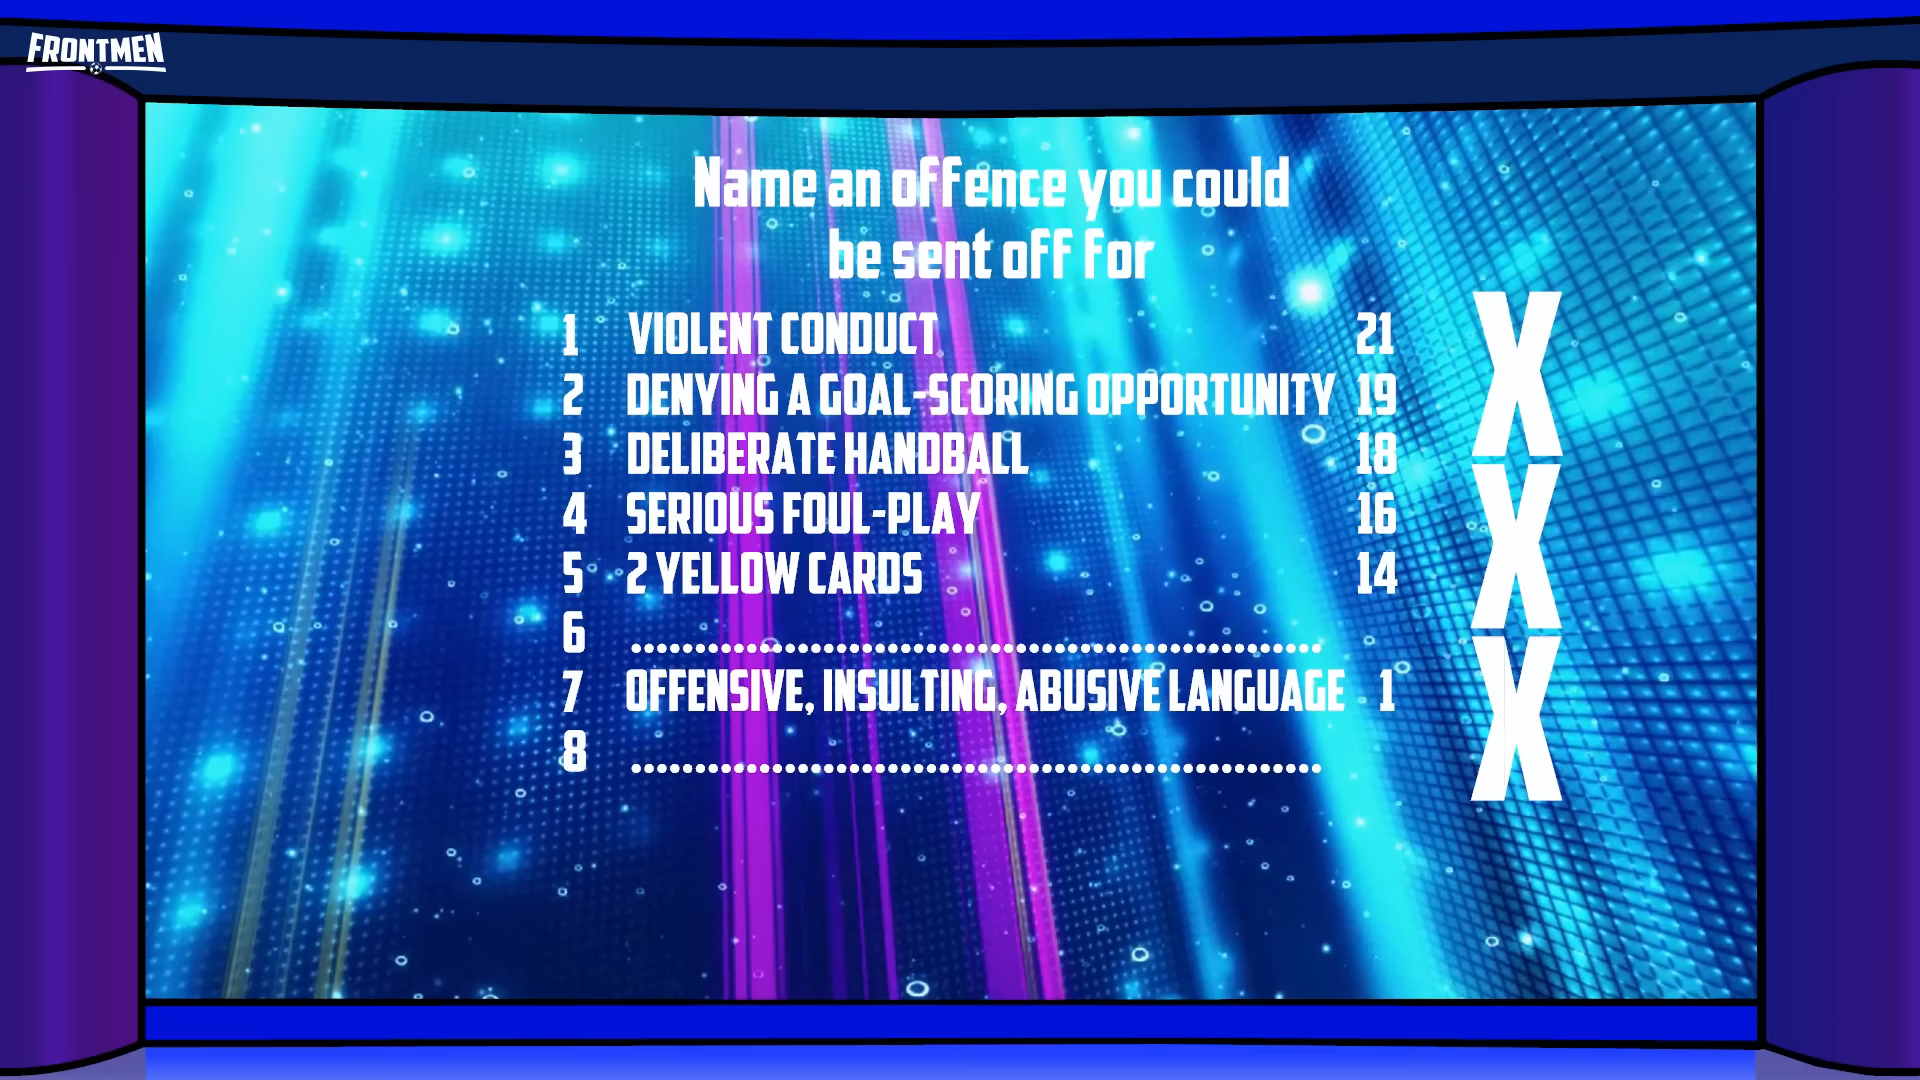 FRONTMEN
Name an offence you could
be sent off for
1 VIOLENT CONDUCT 21
2 DENYING A GOAL-SCORING OPPORTUNITY 19
3 DELIBERATE HANDBALL 18
4 SERIOUS FOUL-PLAY 16
5 2 YELLOW CARDS 14
6 ......................................................
7 OFFENSIVE, INSULTING, ABUSIVE LANGUAGE 1
8 ......................................................
X
X
X